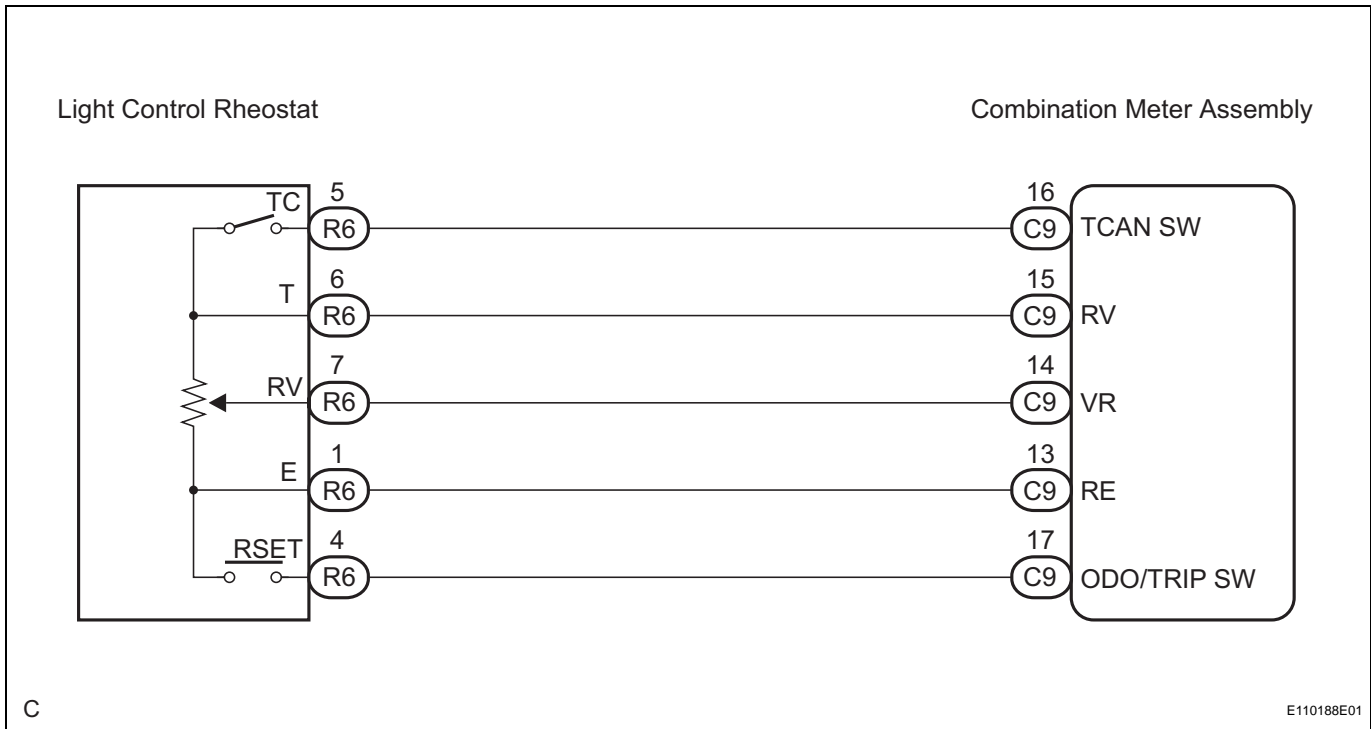 Light Control Rheostat
Combination Meter Assembly
TC 5 R6 16 C9 TCAN SW
T 6 R6 15 C9 RV
RV 7 R6 14 C9 VR
E 1 R6 13 C9 RE
RSET 4 R6 17 C9 ODO/TRIP SW
C
E110188E01